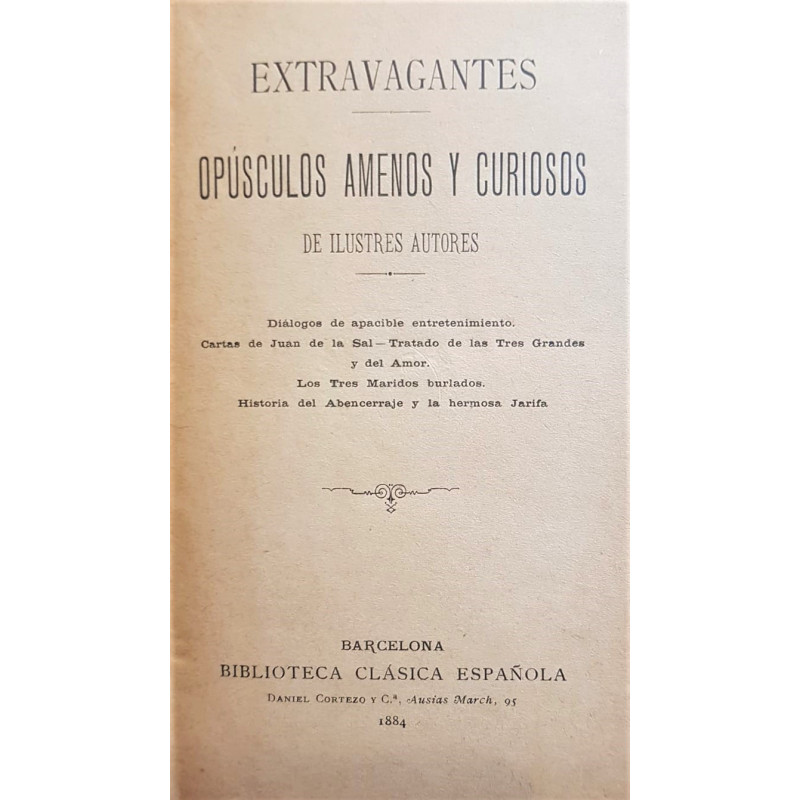 EXTRAVAGANTES
OPÚSCULOS AMENOS Y CURIOSOS
DE ILUSTRES AUTORES
Diálogos de apacible entretenimiento.
Cartas de Juan de la Sal—Tratado de las Tres Grandes
y del Amor.
Los Tres Maridos burlados.
Historia del Abencerraje y la hermosa Jarifa
BARCELONA
BIBLIOTECA CLÁSICA ESPAÑOLA
DANIEL CORTEZO Y C.ª, Ausias March, 95
1884